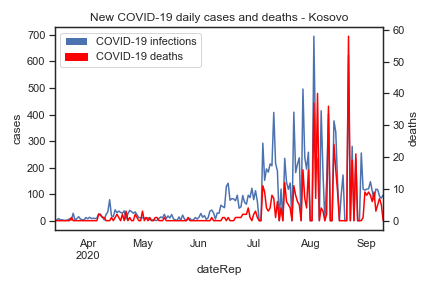 New COVID-19 daily cases and deaths - Kosovo
COVID-19 infections
COVID-19 deaths
700
600
500
400
300
200
100
0
cases
60
50
40
30
20
10
0
deaths
Apr
2020
May
Jun
Jul
Aug
Sep
dateRep